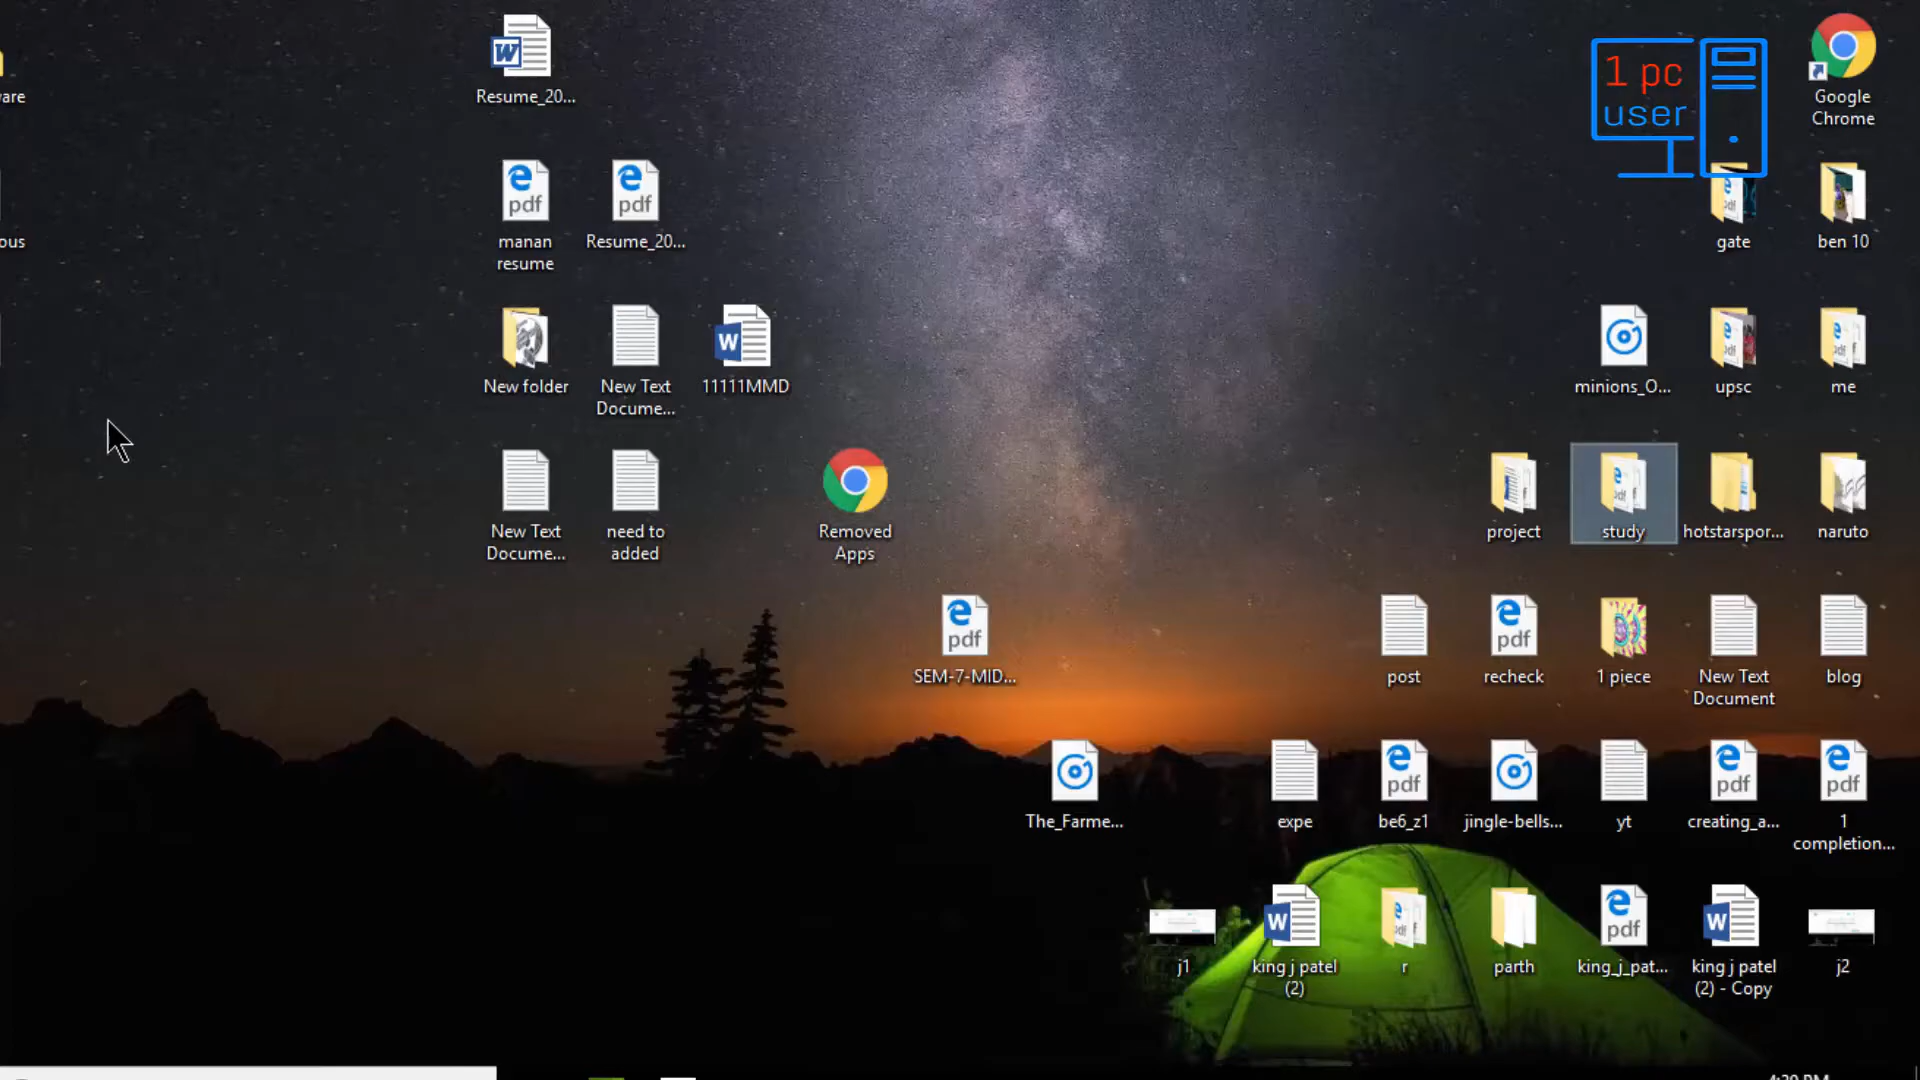 Resume_20...
1 pc
user
Google
Chrome
are
manan
resume
Resume_20...
gate
ben 10
ous
New folder
New Text
Docume...
11111MMD
minions_O...
upsc
me
New Text
Docume...
need to
added
Removed
Apps
project
study
hotstarspor...
naruto
SEM-7-MID...
post
recheck
1 piece
New Text
Document
blog
The_Farme...
expe
be6_z1
jingle-bells...
yt
creating_a...
1
completion...
j1
king j patel
(2)
r
parth
king_j_pat...
king j patel
(2) - Copy
j2